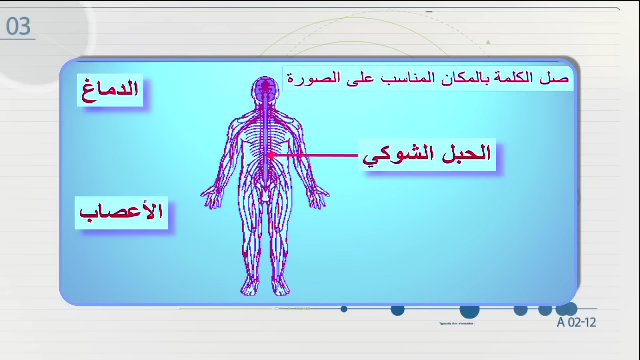 03
صل الكلمة بالمكان المناسب على الصورة
الدماغ
الحبل الشوكي
الأعصاب
A 02-12